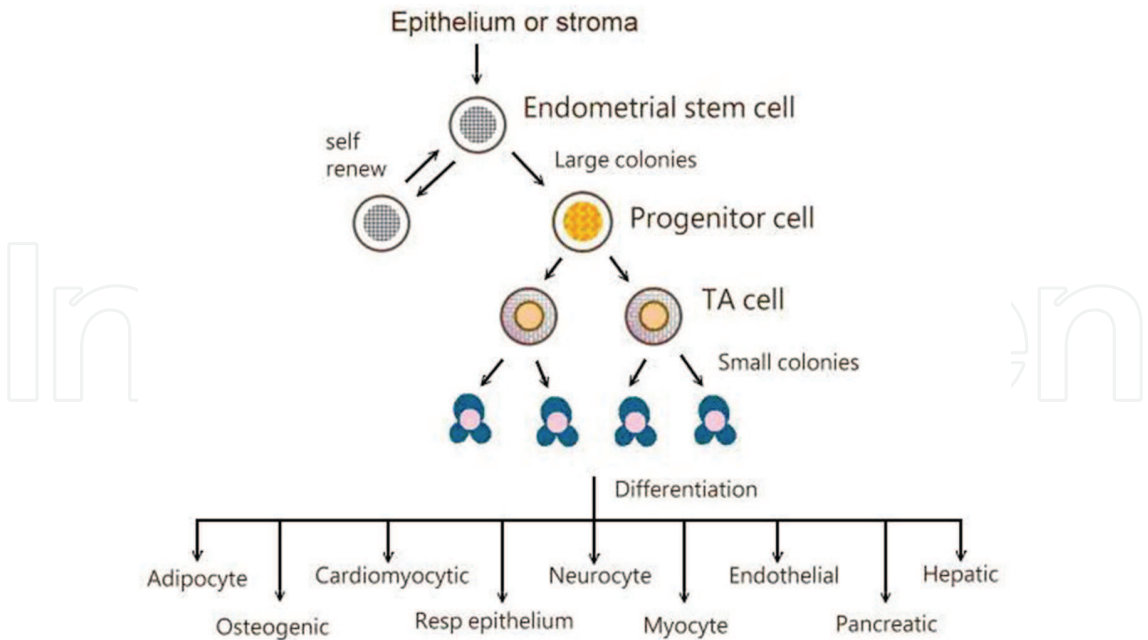 Epithelium or stroma
Endometrial stem cell
self
renew
Large colonies
Progenitor cell
TA cell
Small colonies
Differentiation
Adipocyte
Osteogenic
Cardiomyocytic
Resp epithelium
Neurocyte
Myocyte
Endothelial
Pancreatic
Hepatic